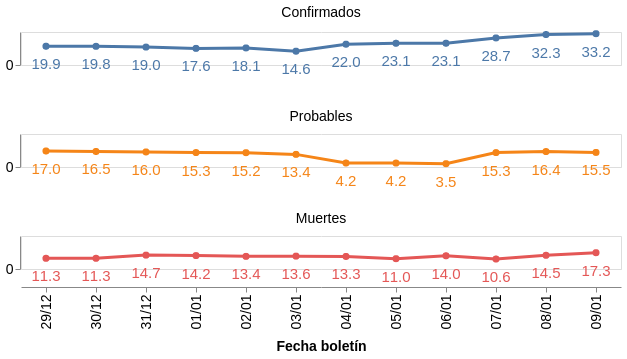 Confirmados
0
19.9 19.8 19.0 17.6 18.1 14.6 22.0 23.1 23.1 28.7 32.3 33.2
Probables
0
17.0 16.5 16.0 15.3 15.2 13.4 4.2 4.2 3.5 15.3 16.4 15.5
Muertes
0
11.3 11.3 14.7 14.2 13.4 13.6 13.3 11.0 14.0 10.6 14.5 17.3
29/12 30/12 31/12 01/01 02/01 03/01 04/01 05/01 06/01 07/01 08/01 09/01
Fecha boletín